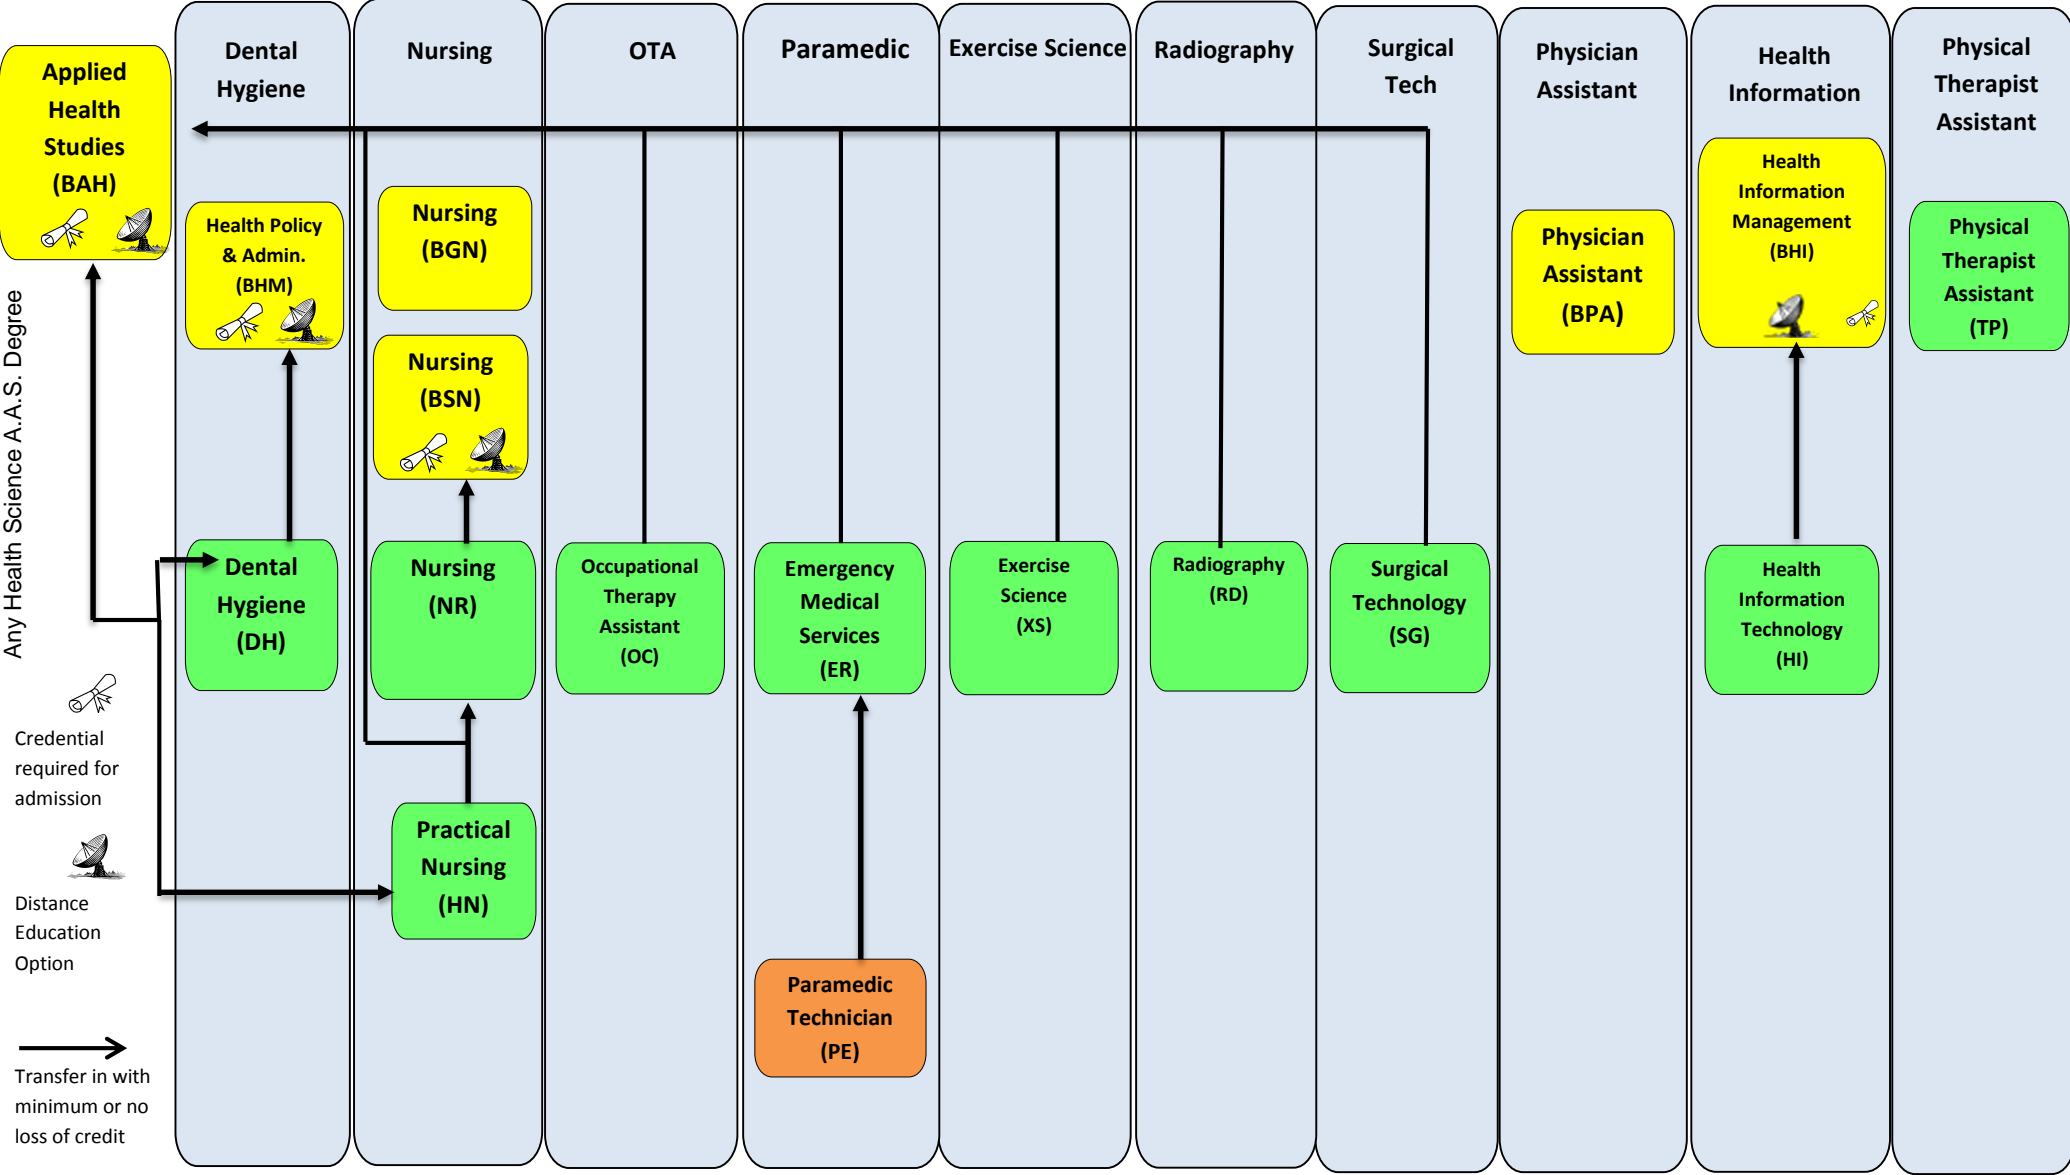 Applied
Health
Studies
(BAH)
Any Health Science A.A.S. Degree
Credential
required for
admission
Distance
Education
Option
Transfer in with
minimum or no
loss of credit
Dental
Hygiene
Health Policy
& Admin.
(BHM)
Dental
Hygiene
(DH)
Nursing
Nursing
(BGN)
Nursing
(BSN)
Nursing
(NR)
Practical
Nursing
(HN)
OTA
Occupational
Therapy
Assistant
(OC)
Paramedic
Emergency
Medical
Services
(ER)
Paramedic
Technician
(PE)
Exercise Science
Exercise
Science
(XS)
Radiography
Radiography
(RD)
Surgical
Tech
Surgical
Technology
(SG)
Physician
Assistant
Physician
Assistant
(BPA)
Health
Information
Health
Information
Management
(BHI)
Health
Information
Technology
(HI)
Physical
Therapist
Assistant
Physical
Therapist
Assistant
(TP)